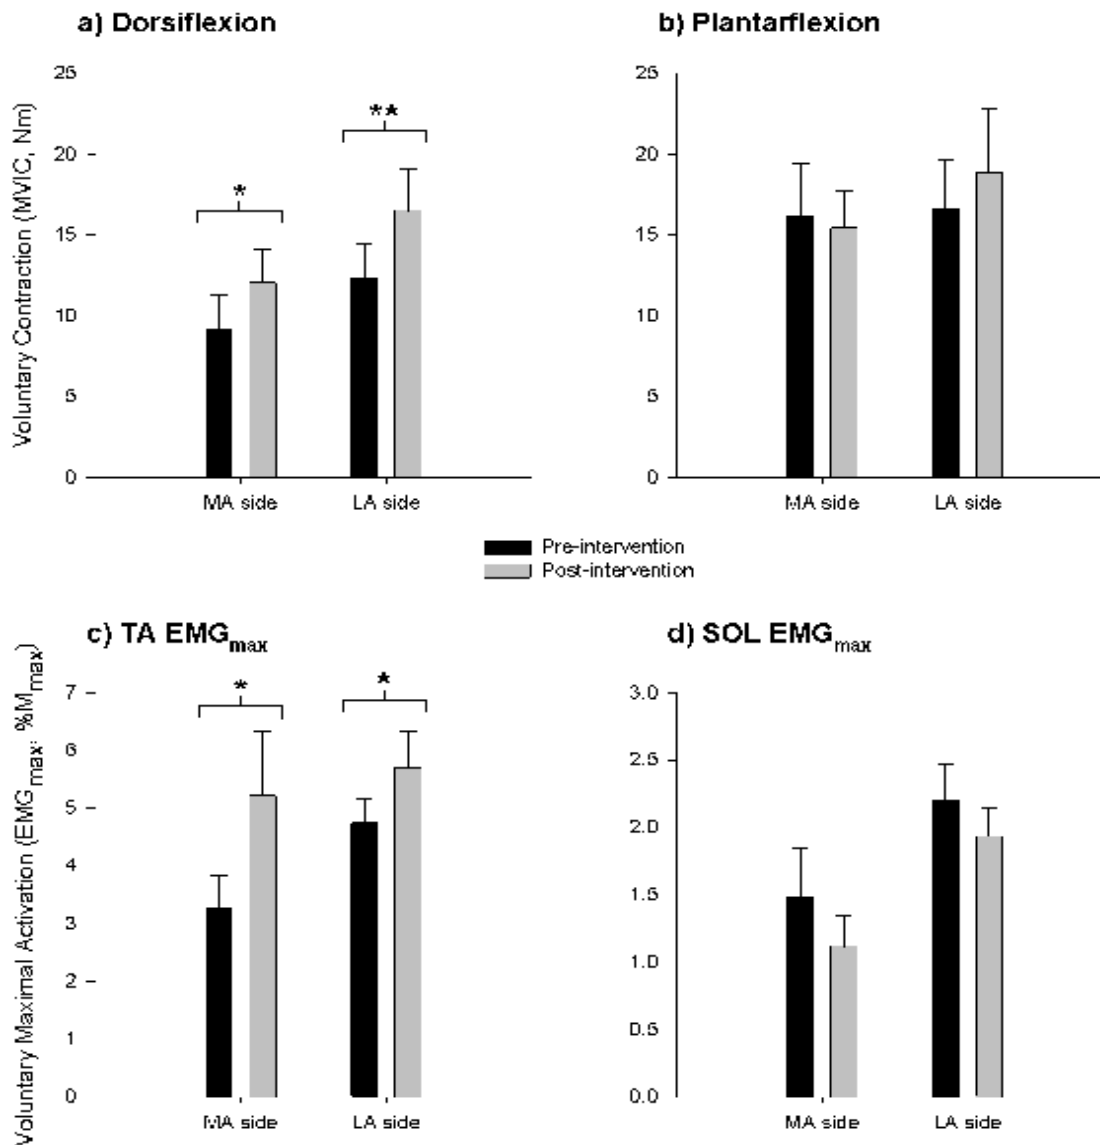 a) Dorsiflexion
b) Plantarflexion
Voluntary Contraction (MVIC, Nm)
25
20
15
10
5
0
*
**
MA side
LA side
25
20
15
10
5
0
MA side
LA side
Pre-intervention
Post-intervention
c) TA EMGmax
d) SOL EMGmax
Voluntary Maximal Activation (EMGmax, %Mmax)
7
6
5
4
3
2
1
0
*
*
MA side
LA side
3.0
2.5
2.0
1.5
1.0
0.5
0.0
MA side
LA side